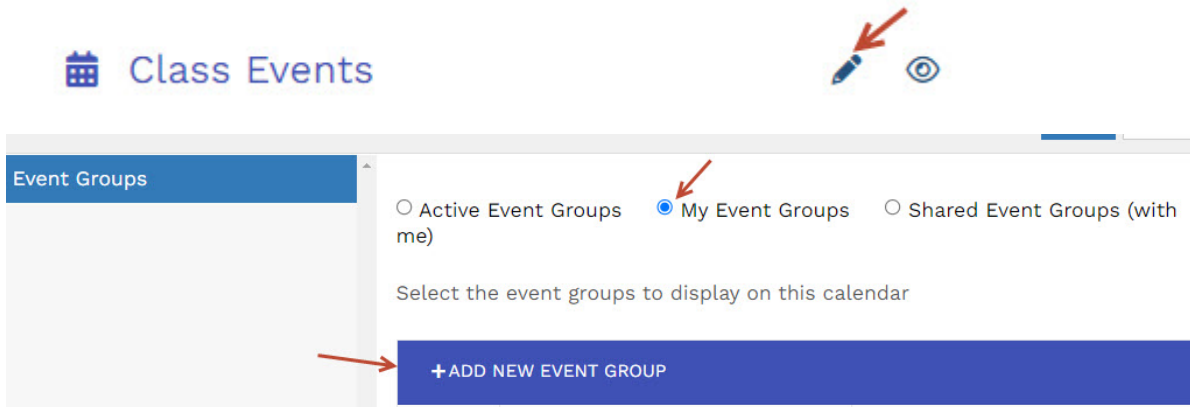 Class Events
Event Groups
Active Event Groups My Event Groups Shared Event Groups (with
me)
Select the event groups to display on this calendar
+ADD NEW EVENT GROUP